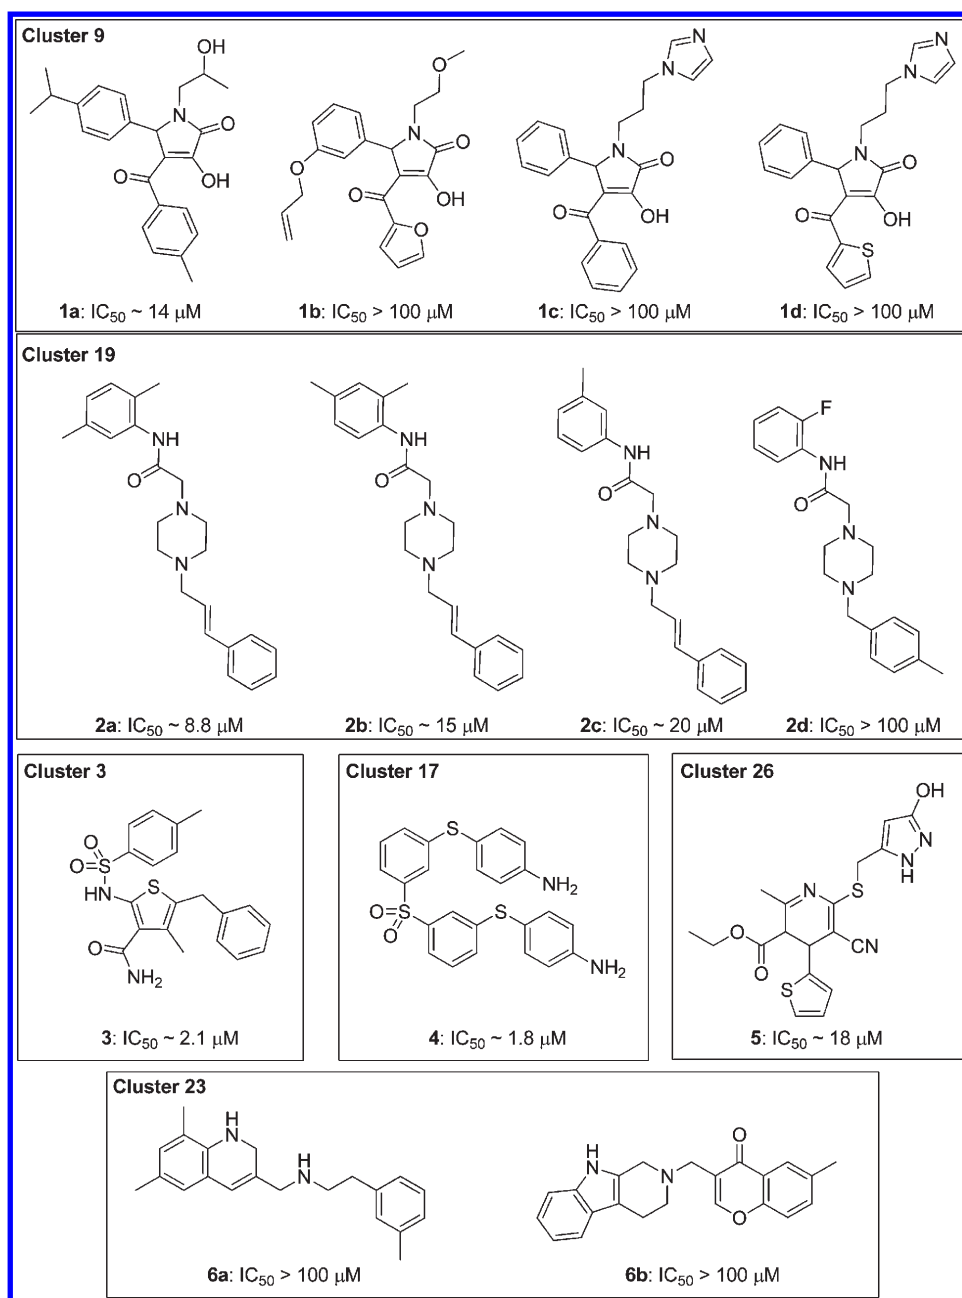 Cluster 9
OH
N
O
O
OH
1a: IC50 ~ 14 µM
O
N
O
O
O
OH
O
1b: IC50 > 100 µM
N
N
N
O
O
OH
1c: IC50 > 100 µM
N
N
N
O
O
OH
S
1d: IC50 > 100 µM
Cluster 19
NH
O
N
N
2a: IC50 ~ 8.8 µM
NH
O
N
N
2b: IC50 ~ 15 µM
NH
O
N
N
2c: IC50 ~ 20 µM
F
NH
O
N
N
2d: IC50 > 100 µM
Cluster 3
O
S
O
NH
S
O
NH2
3: IC50 ~ 2.1 µM
Cluster 17
S
NH2
O
S
O
S
NH2
4: IC50 ~ 1.8 µM
Cluster 26
OH
N
NH
N
S
O
O
CN
S
5: IC50 ~ 18 µM
Cluster 23
H
N
H
N
6a: IC50 > 100 µM
H
N
N
O
O
6b: IC50 > 100 µM